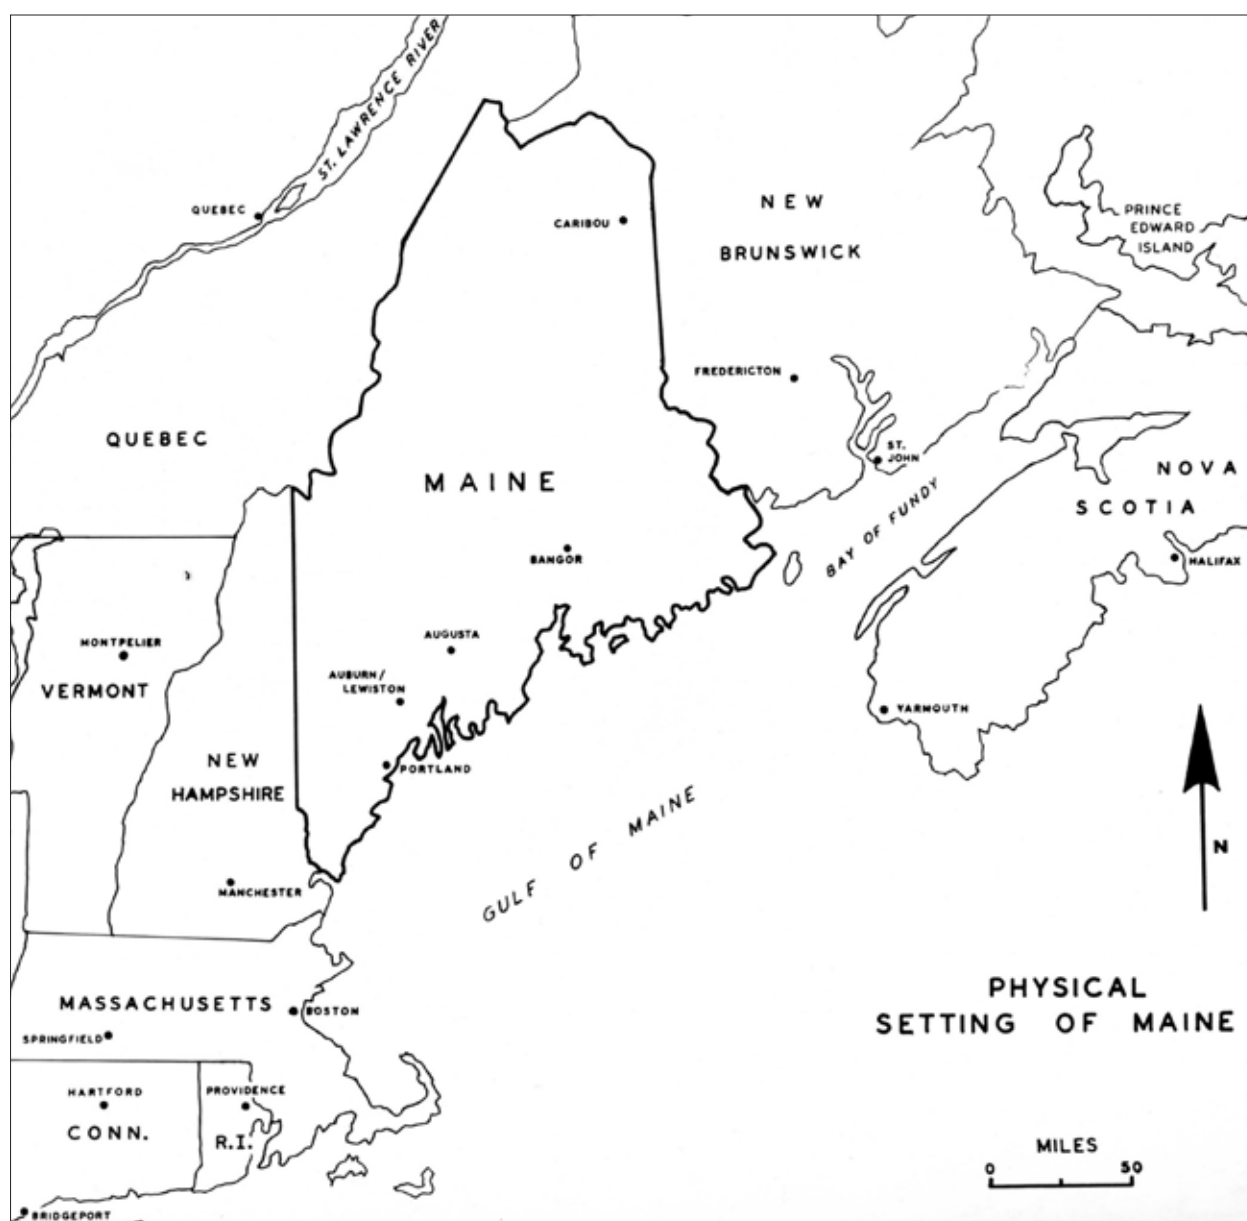 ST. LAWRENCE RIVER
QUEBEC
CARIBOU
NEW
BRUNSWICK
PRINCE
EDWARD
ISLAND
FREDERICTON
QUEBEC
ST.
JOHN
MAINE
NOVA
SCOTIA
BAY OF FUNDY
BANGOR
HALIFAX
MONTPELIER
AUGUSTA
VERMONT
AUBURN/
LEWISTON
YARMOUTH
NEW
HAMPSHIRE
PORTLAND
GULF OF MAINE
N
MANCHESTER
PHYSICAL
SETTING OF MAINE
MASSACHUSETTS
BOSTON
SPRINGFIELD
HARTFORD
PROVIDENCE
CONN.
R.I.
MILES
0 50
BRIDGEPORT